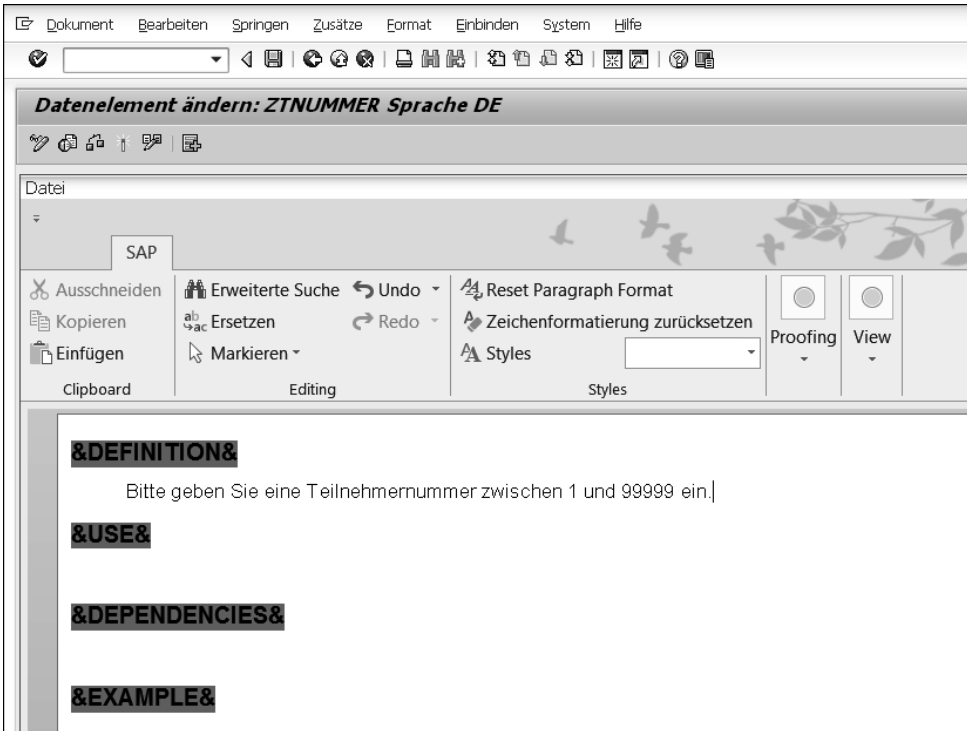 Dokument Bearbeiten Springen Zusätze Format Einbinden System Hilfe
Datenelement ändern: ZTNUMMER Sprache DE
Datei
SAP
Ausschneiden Erweiterte Suche Undo Reset Paragraph Format
Kopieren Ersetzen Redo Zeichenformatierung zurücksetzen Proofing View
Einfügen Markieren Styles
Clipboard Editing Styles
&DEFINITION&
Bitte geben Sie eine Teilnehmernummer zwischen 1 und 99999 ein.
&USE&
&DEPENDENCIES&
&EXAMPLE&